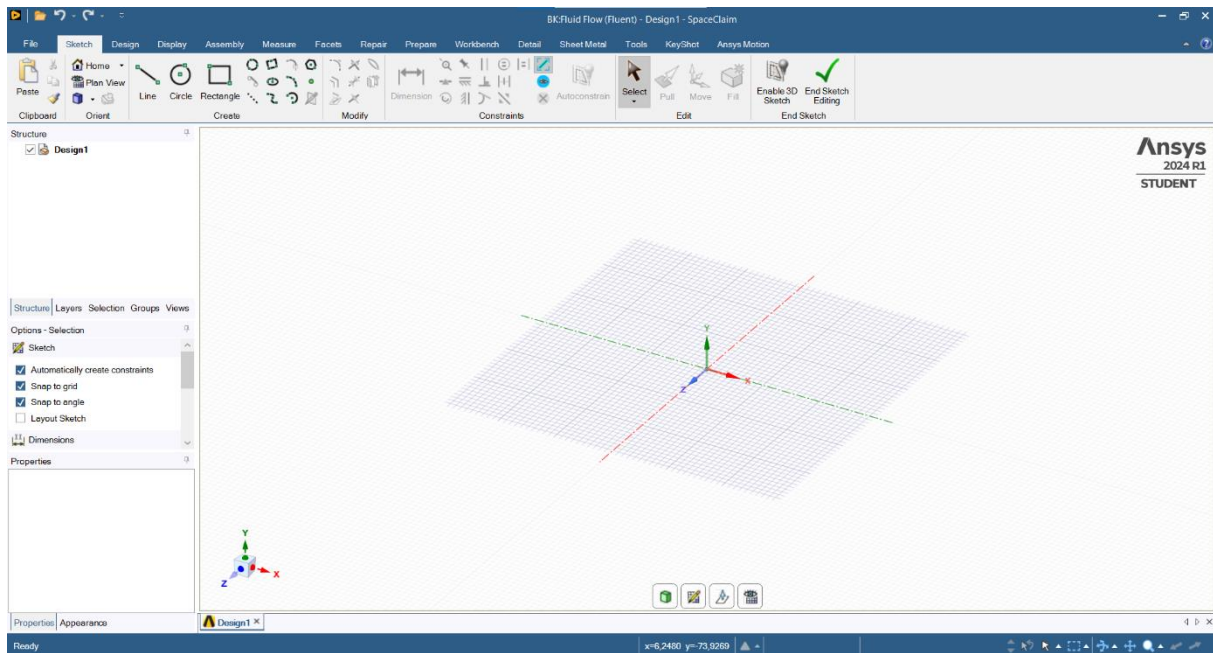 BK:Fluid Flow (Fluent) - Design1 - SpaceClaim
File Sketch Design Display Assembly Measure Facets Repair Prepare Workbench Detail Sheet Metal Tools KeyShot Ansys Motion
Paste
Home
Plan View
Line Circle Rectangle
Dimension
Autoconstrain
Select Pull Move Fill
Enable 3D Sketch
End Sketch Editing
Clipboard Orient Create Modify Constraints Edit End Sketch
Structure
Design1
Ansys
2024 R1
STUDENT
Structure Layers Selection Groups Views
Options - Selection
Sketch
Automatically create constraints
Snap to grid
Snap to angle
Layout Sketch
Dimensions
Properties
Y
X
Z
Y
X
Z
Properties Appearance
Design1
Ready
x=6,2480 y=-73,9269